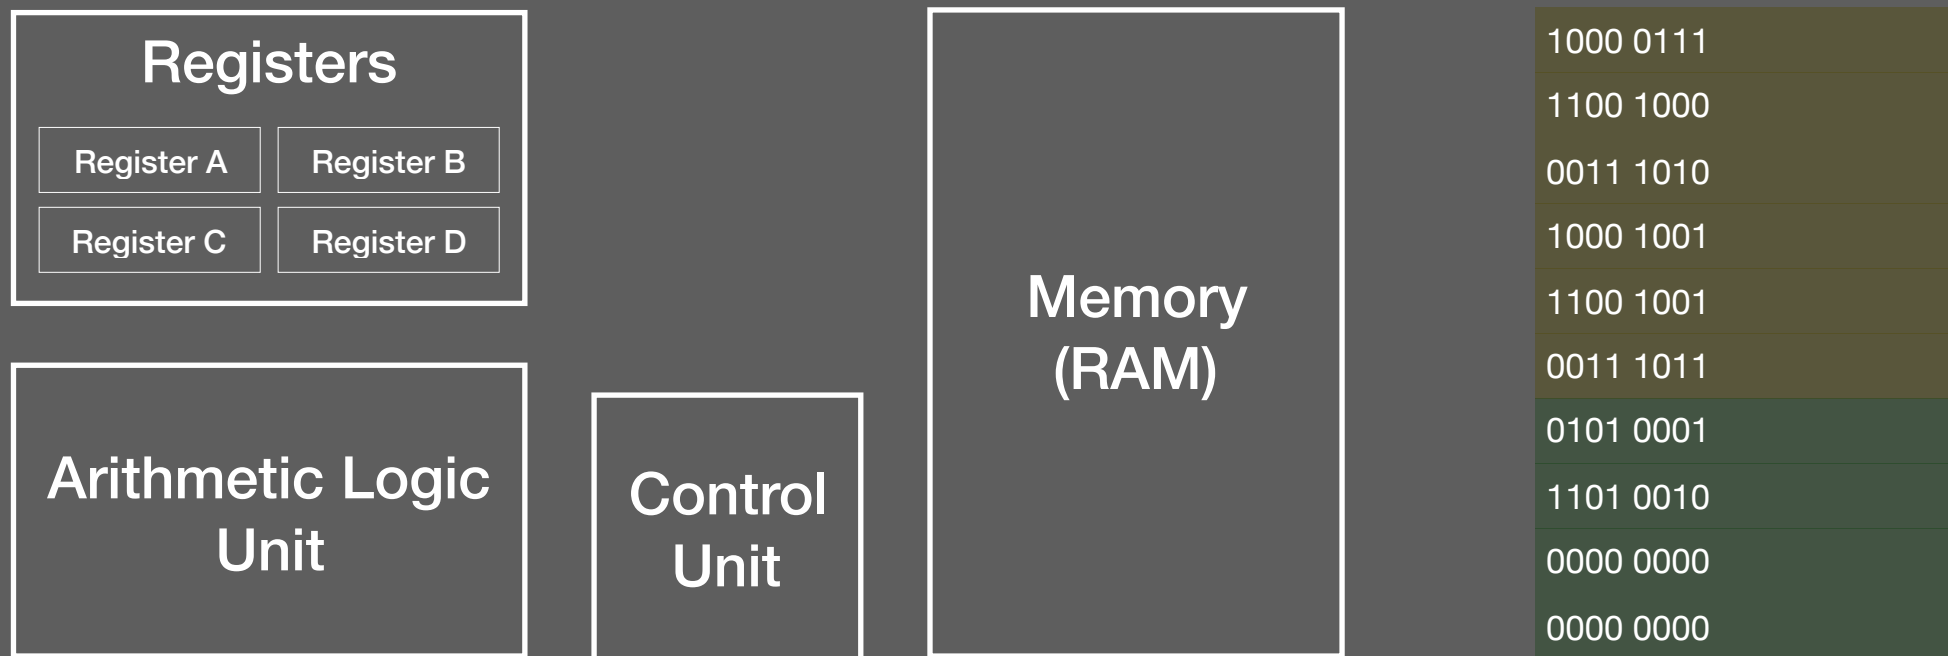 Registers
Register A
Register B
Register C
Register D
Arithmetic Logic
Unit
Control
Unit
Memory
(RAM)
1000 0111
1100 1000
0011 1010
1000 1001
1100 1001
0011 1011
0101 0001
1101 0010
0000 0000
0000 0000